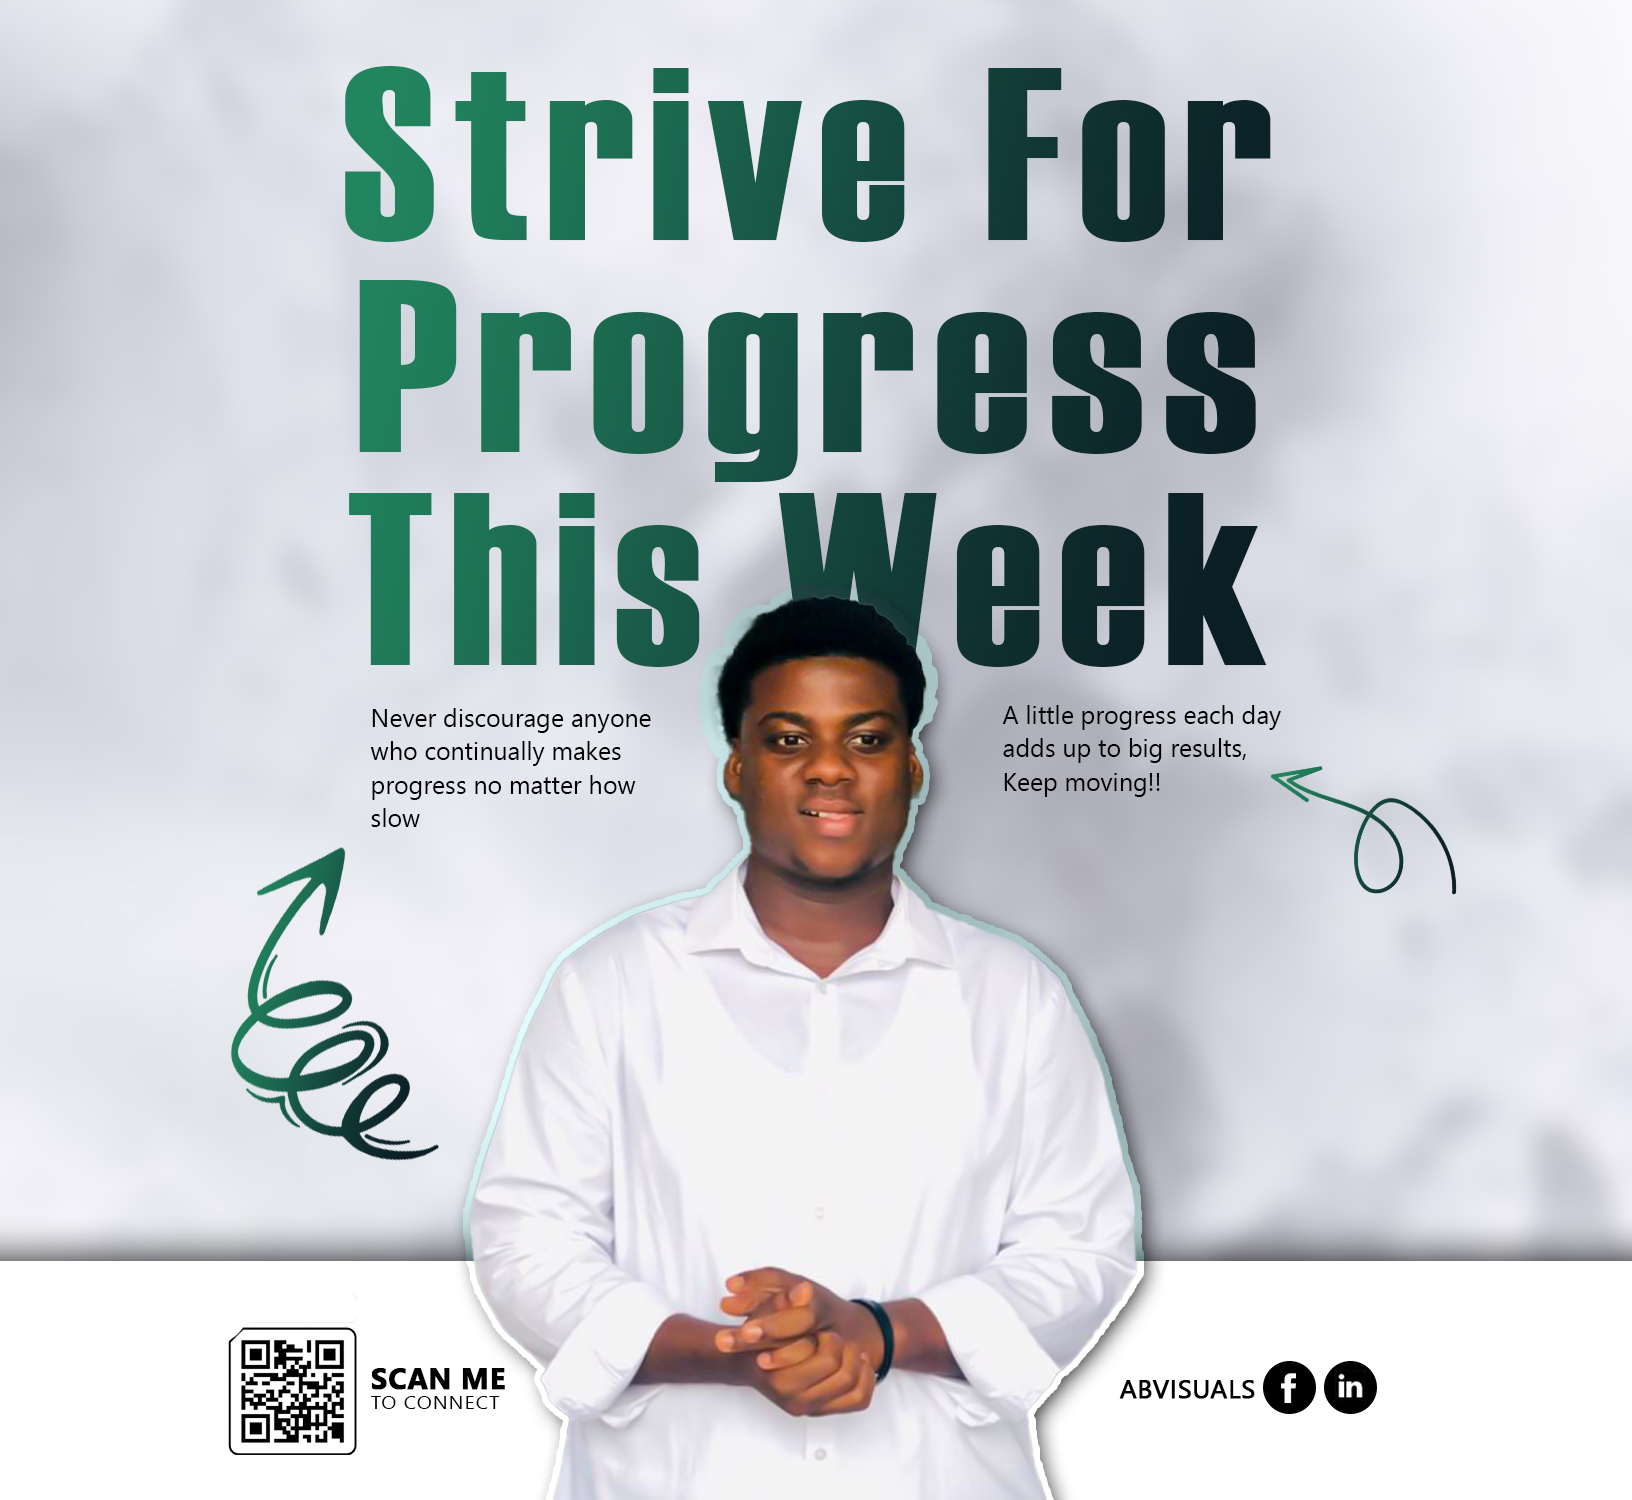 Strive For
Progress
This Week
Never discourage anyone
who continually makes
progress no matter how
slow
A little progress each day
adds up to big results,
Keep moving!!
SCAN ME
TO CONNECT
ABVISUALS f in